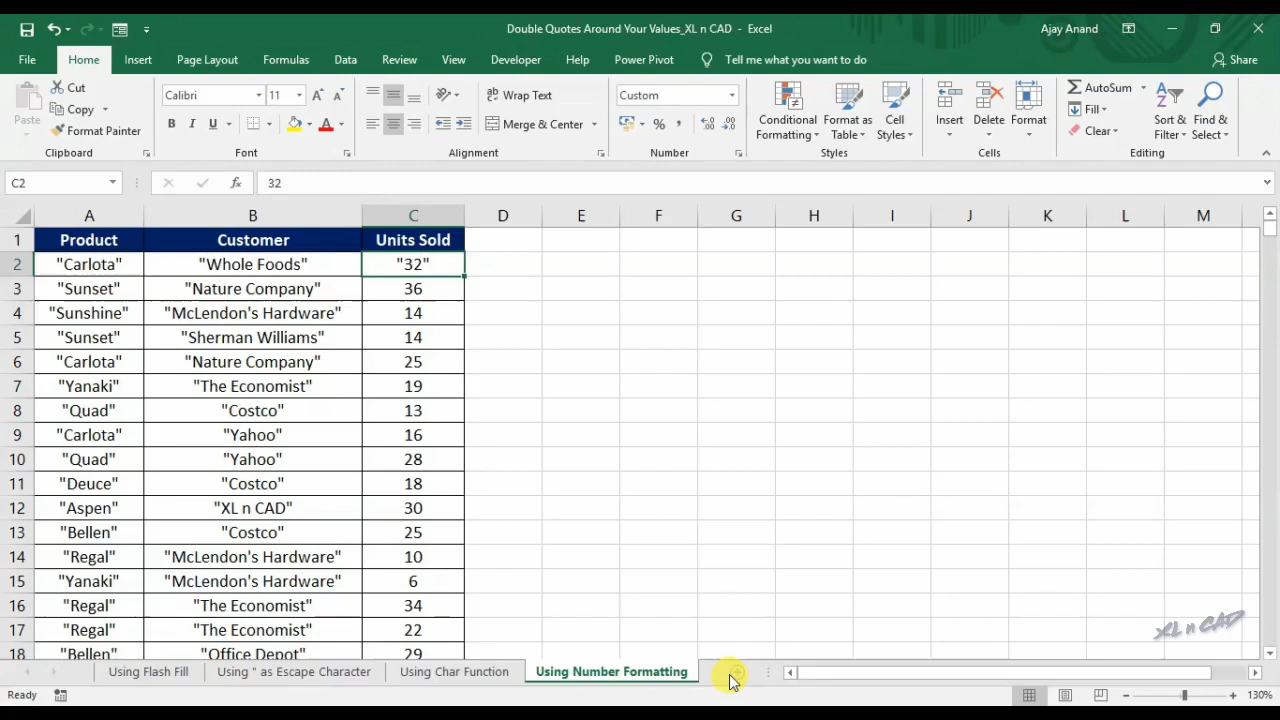 Double Quotes Around Your Values_XL n CAD - Excel
Ajay Anand
File Home Insert Page Layout Formulas Data Review View Developer Help Power Pivot Tell me what you want to do Share
Paste
Cut
Copy
Format Painter
Clipboard
Calibri 11
B I U
Font
Wrap Text
Merge & Center
Alignment
Custom
Number
Conditional Formatting
Format as Table
Cell Styles
Styles
Insert Delete Format
Cells
AutoSum
Fill
Clear
Sort & Filter
Find & Select
Editing
C2 fx 32
A B C D E F G H I J K L M
1 Product Customer Units Sold
2 "Carlota" "Whole Foods" "32"
3 "Sunset" "Nature Company" 36
4 "Sunshine" "McLendon's Hardware" 14
5 "Sunset" "Sherman Williams" 14
6 "Carlota" "Nature Company" 25
7 "Yanaki" "The Economist" 19
8 "Quad" "Costco" 13
9 "Carlota" "Yahoo" 16
10 "Quad" "Yahoo" 28
11 "Deuce" "Costco" 18
12 "Aspen" "XL n CAD" 30
13 "Bellen" "Costco" 25
14 "Regal" "McLendon's Hardware" 10
15 "Yanaki" "McLendon's Hardware" 6
16 "Regal" "The Economist" 34
17 "Regal" "The Economist" 22
18 "Bellen" "Office Depot" 29
XL n CAD
Using Flash Fill Using " as Escape Character Using Char Function Using Number Formatting
Ready 130%